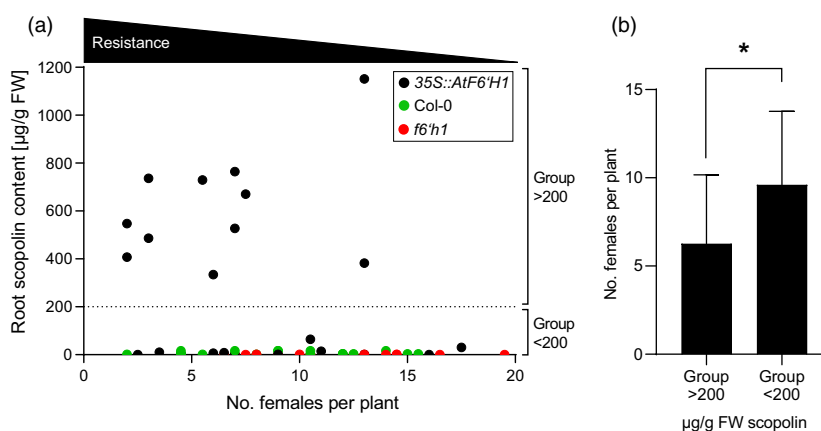 (a)
Resistance
Root scopolin content [µg/g FW]
1200
1000
800
600
400
200
0
0 5 10 15 20
No. females per plant
35S::AtF6'H1
Col-0
f6'h1
Group
>200
Group
<200
(b)
*
No. females per plant
15
10
5
0
Group
>200
Group
<200
µg/g FW scopolin